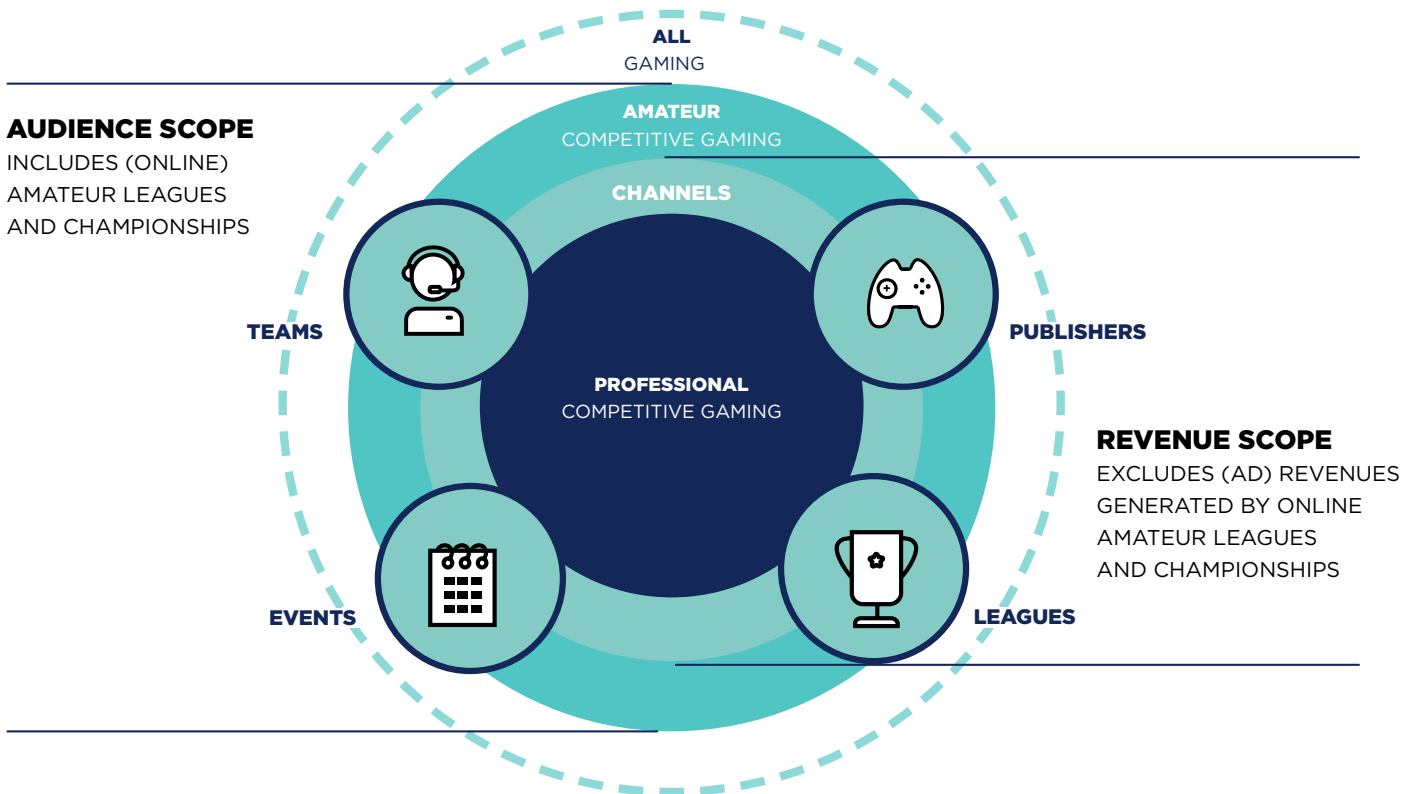 ALL
GAMING
AMATEUR
COMPETITIVE GAMING
AUDIENCE SCOPE
INCLUDES (ONLINE)
AMATEUR LEAGUES
AND CHAMPIONSHIPS
CHANNELS
TEAMS
PUBLISHERS
PROFESSIONAL
COMPETITIVE GAMING
REVENUE SCOPE
EXCLUDES (AD) REVENUES
GENERATED BY ONLINE
AMATEUR LEAGUES
AND CHAMPIONSHIPS
EVENTS
LEAGUES